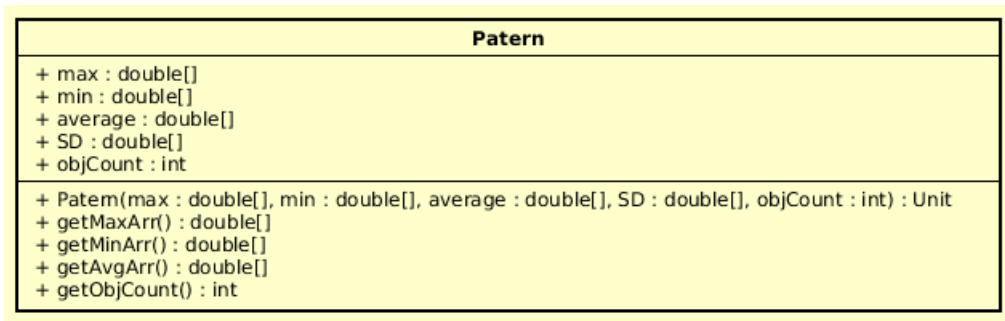 Patern
+ max : double[]
+ min : double[]
+ average : double[]
+ SD : double[]
+ objCount : int
+ Patern(max : double[], min : double[], average : double[], SD : double[], objCount : int) : Unit
+ getMaxArr() : double[]
+ getMinArr() : double[]
+ getAvgArr() : double[]
+ getObjCount() : int